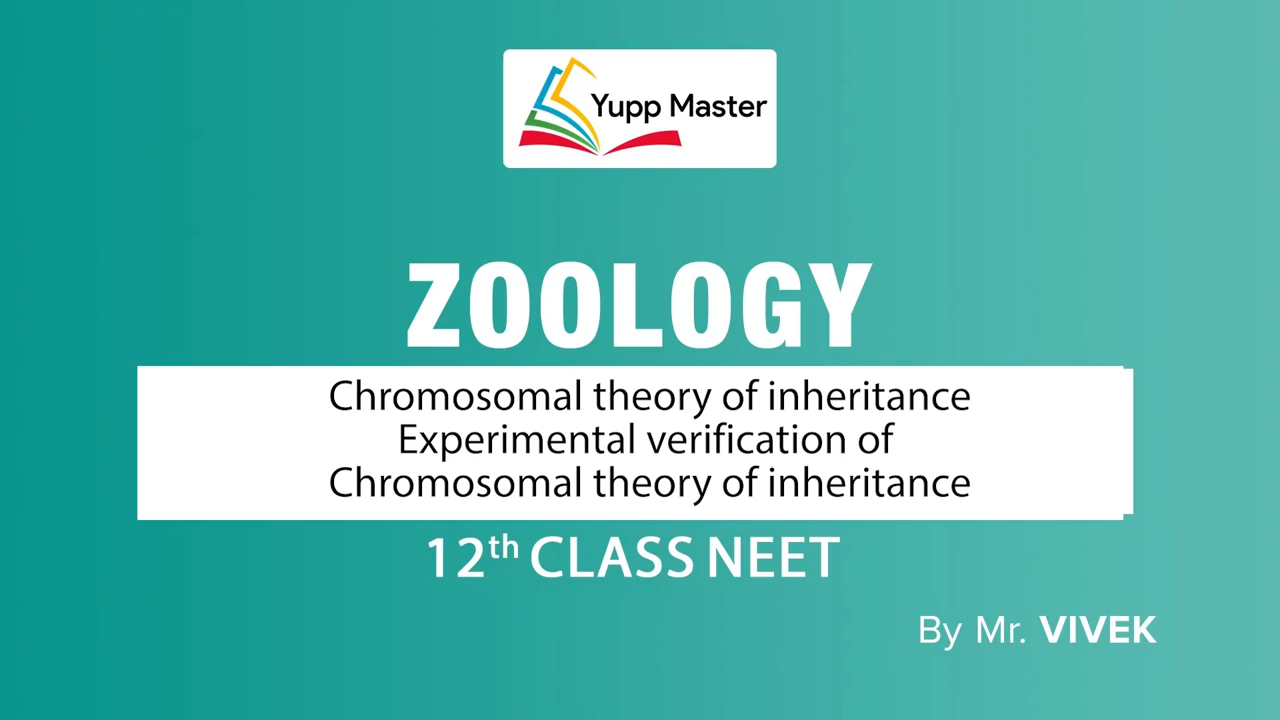 Yupp Master
ZOOLOGY
Chromosomal theory of inheritance
Experimental verification of
Chromosomal theory of inheritance
12th CLASS NEET
By Mr. VIVEK